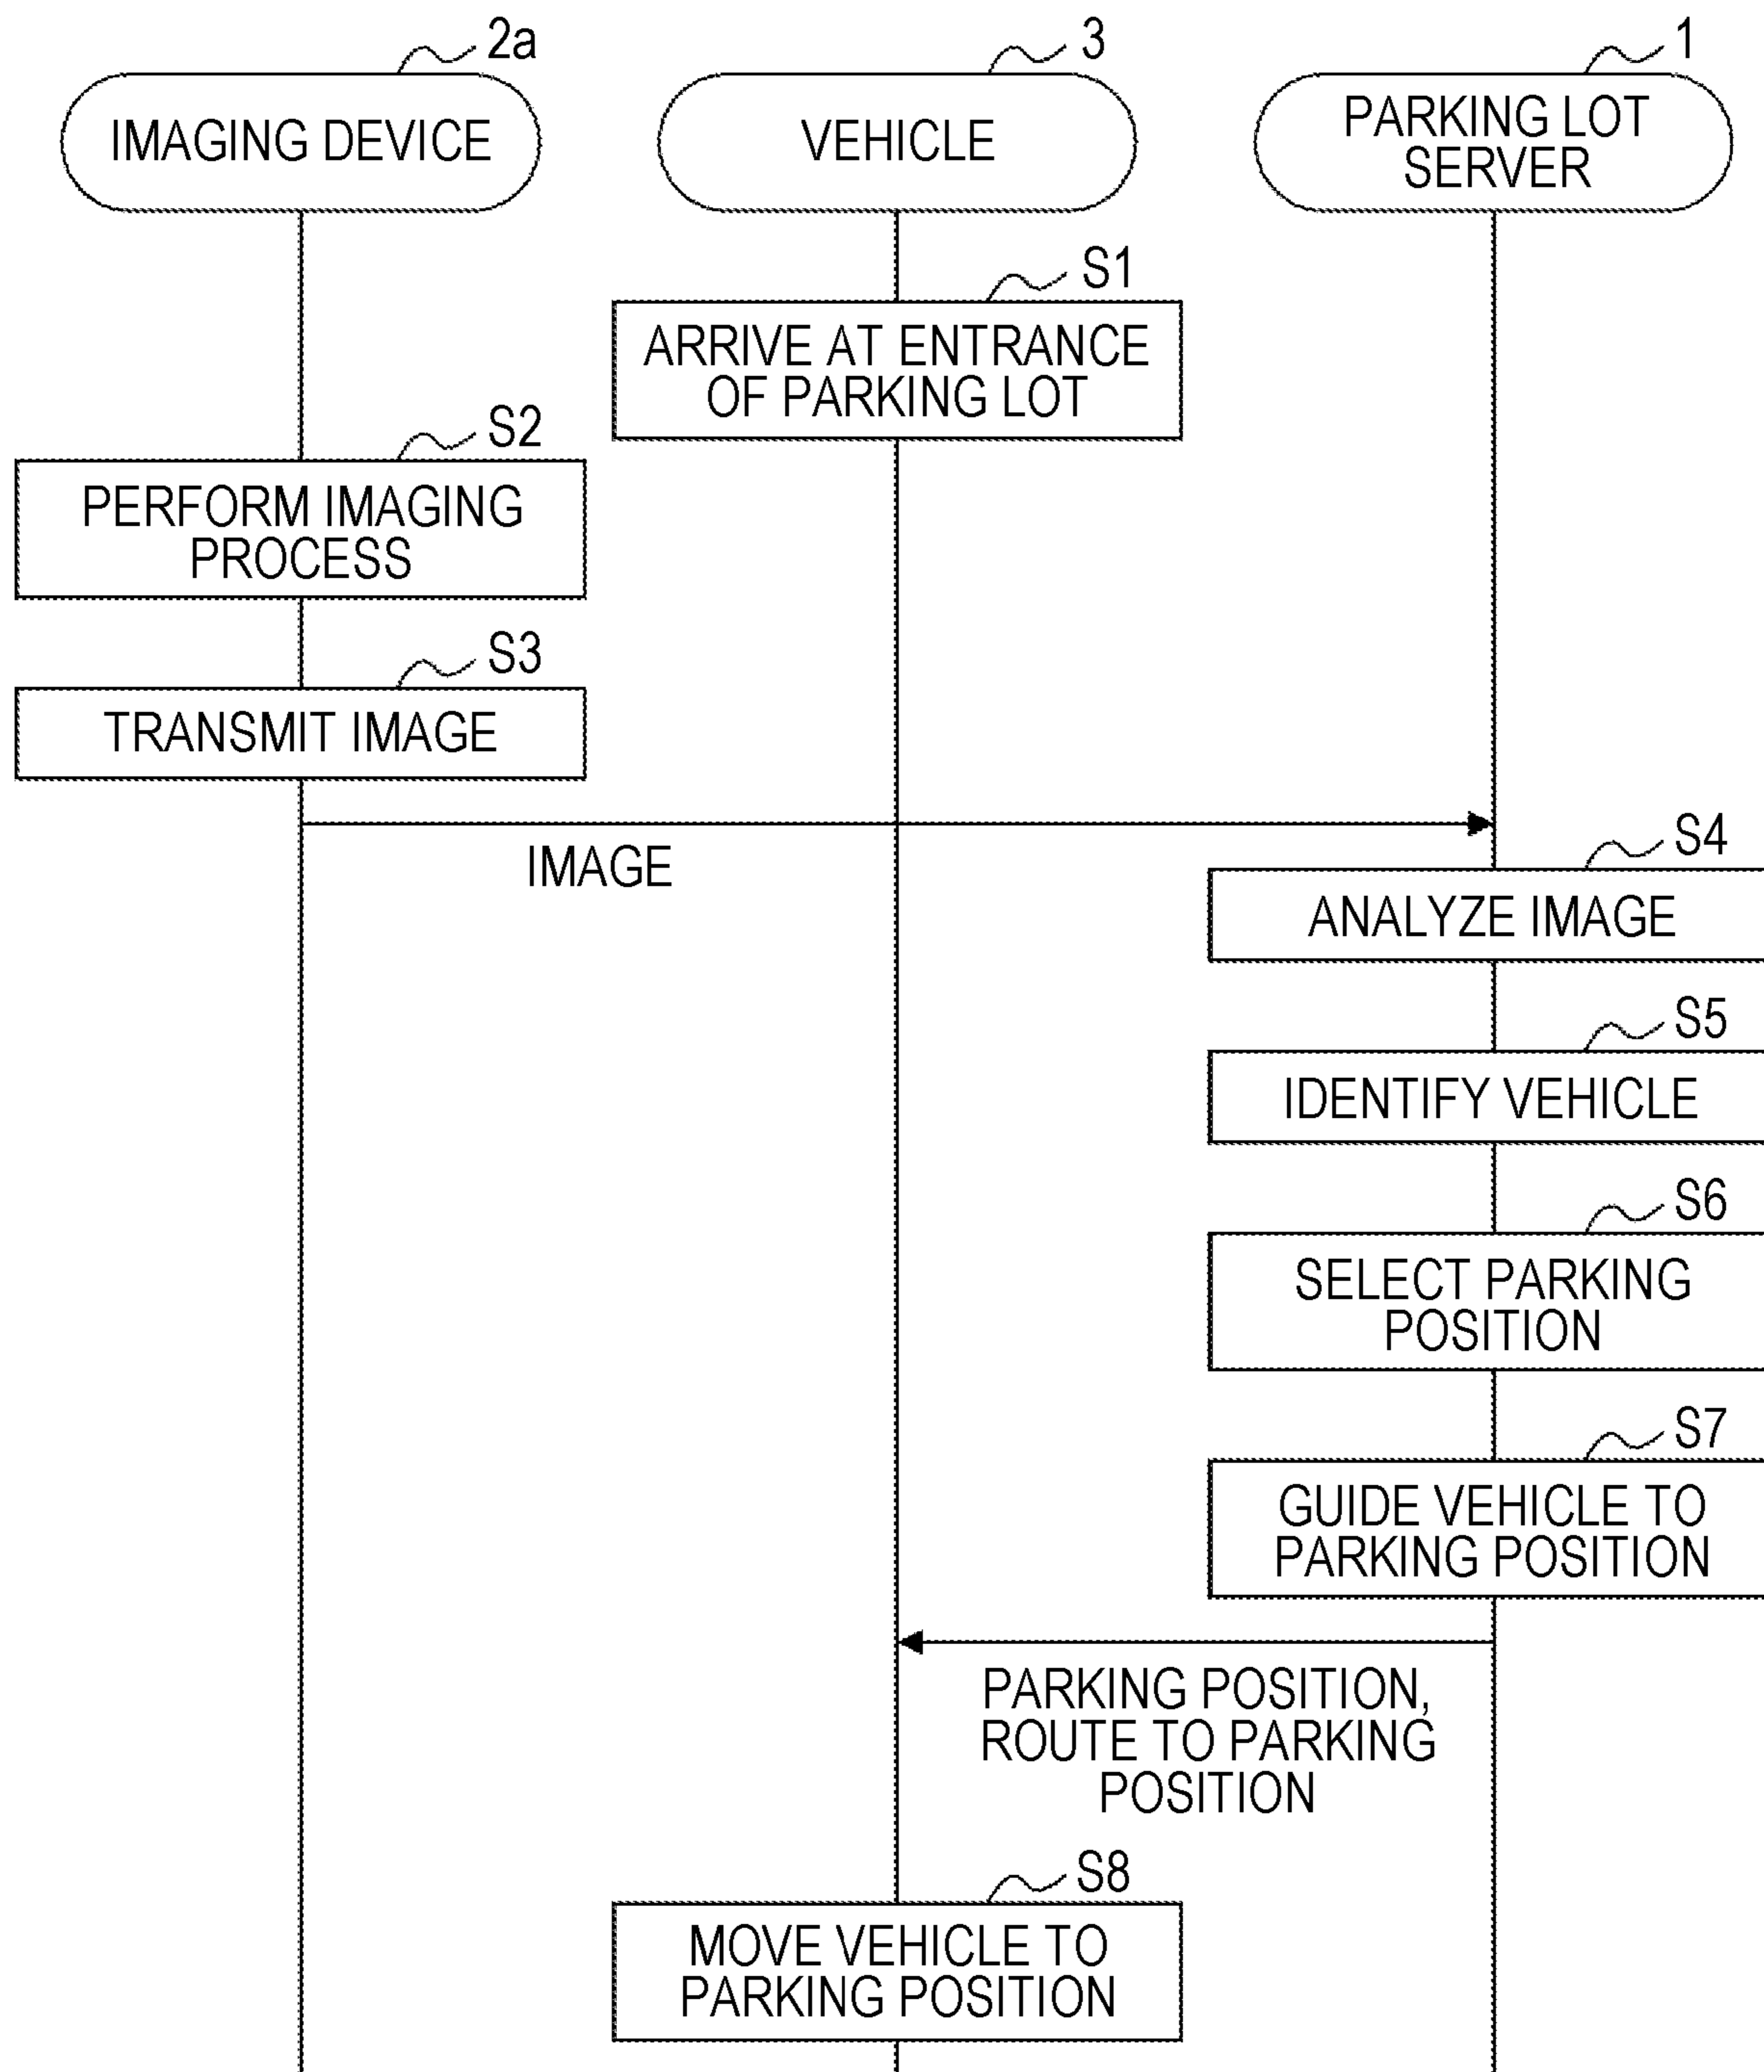 2a
3
1
IMAGING DEVICE
VEHICLE
PARKING LOT
SERVER
S1
ARRIVE AT ENTRANCE
OF PARKING LOT
S2
PERFORM IMAGING
PROCESS
S3
TRANSMIT IMAGE
IMAGE
S4
ANALYZE IMAGE
S5
IDENTIFY VEHICLE
S6
SELECT PARKING
POSITION
S7
GUIDE VEHICLE TO
PARKING POSITION
PARKING POSITION,
ROUTE TO PARKING
POSITION
S8
MOVE VEHICLE TO
PARKING POSITION